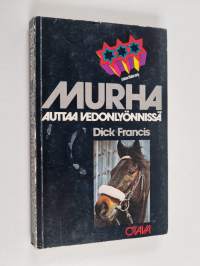 MURHA
AUTTAA VEDONLYÖNNISSÄ
Dick Francis
OTAVA